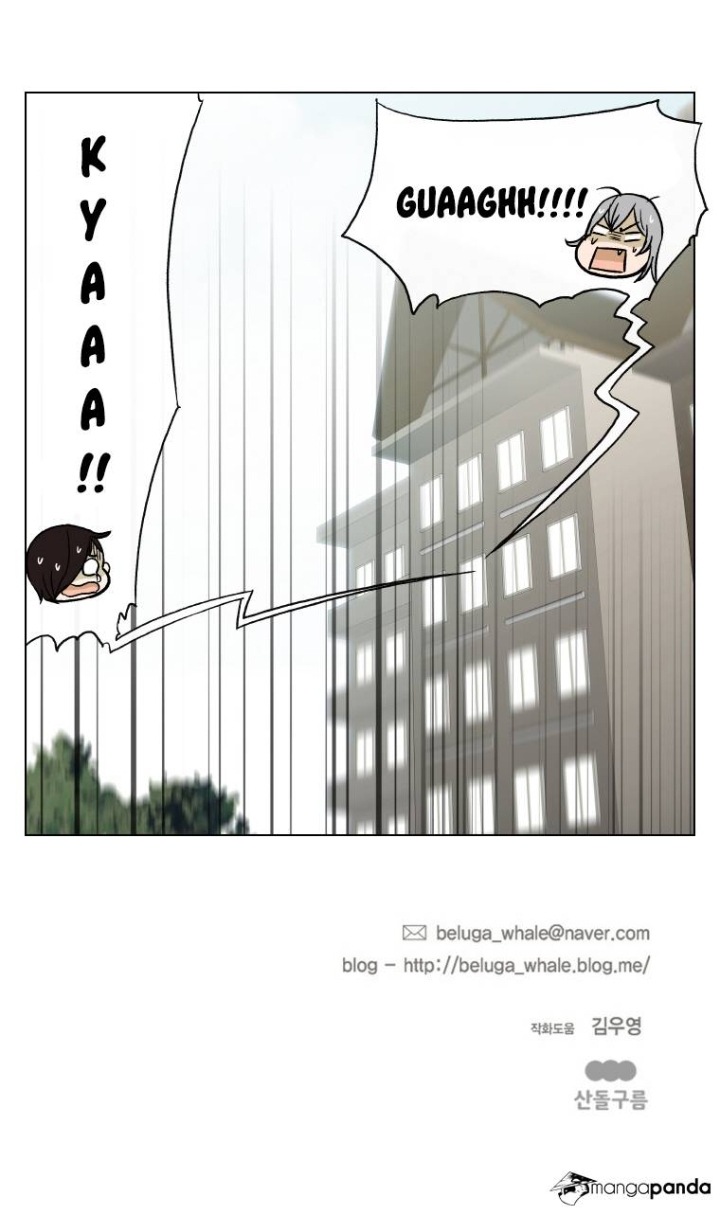 KYAAA!!
GUAAGHH!!!!
beluga_whale@naver.com
blog - http://beluga_whale.blog.me/
작화도움 김우영
산돌구름
mangapanda